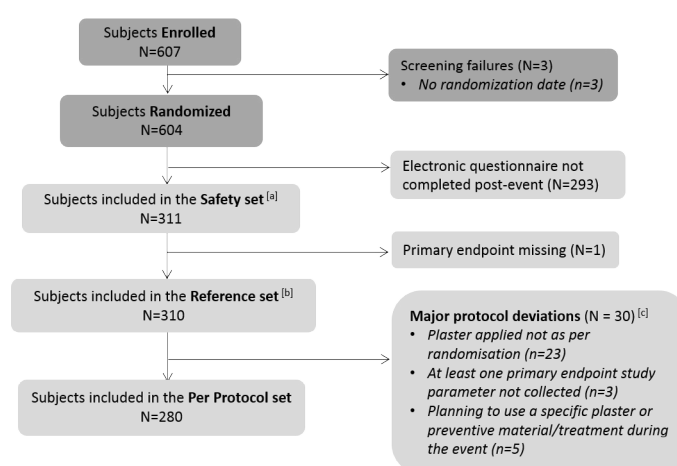 Subjects Enrolled
N=607
Screening failures (N=3)
• No randomization date (n=3)
Subjects Randomized
N=604
Electronic questionnaire not
completed post-event (N=293)
Subjects included in the Safety set [a]
N=311
Primary endpoint missing (N=1)
Subjects included in the Reference set [b]
N=310
Major protocol deviations (N = 30) [c]
• Plaster applied not as per
randomisation (n=23)
• At least one primary endpoint study
parameter not collected (n=3)
• Planning to use a specific plaster or
preventive material/treatment during
the event (n=5)
Subjects included in the Per Protocol set
N=280